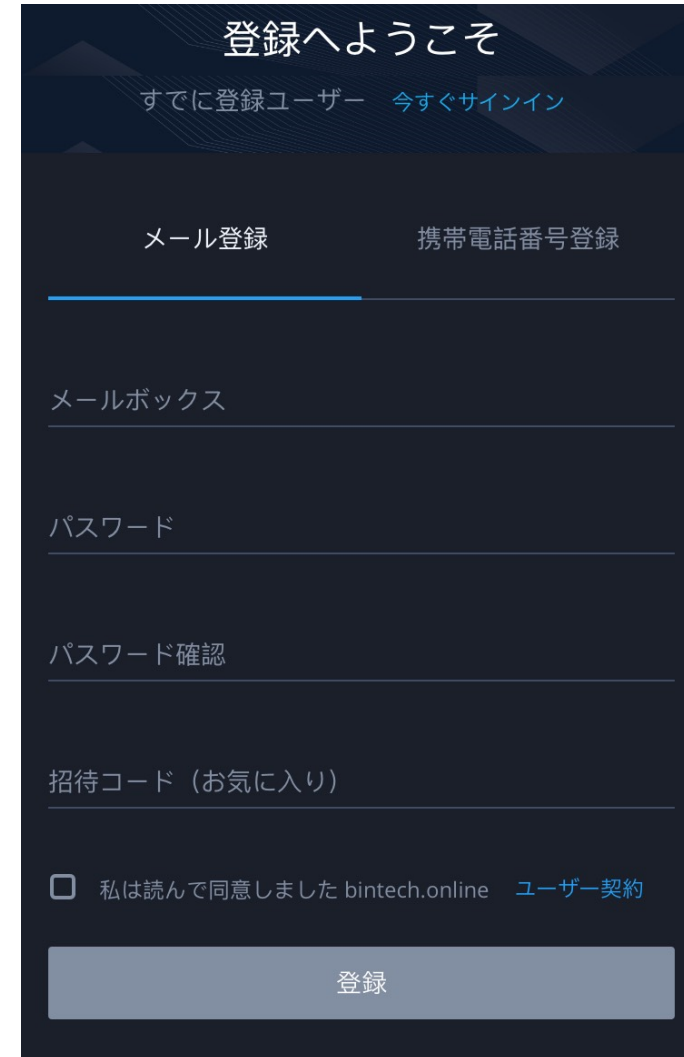 登録へようこそ
すでに登録ユーザー 今すぐサインイン
メール登録 携帯電話番号登録
メールボックス
パスワード
パスワード確認
招待コード（お気に入り）
私は読んで同意しました bintech.online ユーザー契約
登録